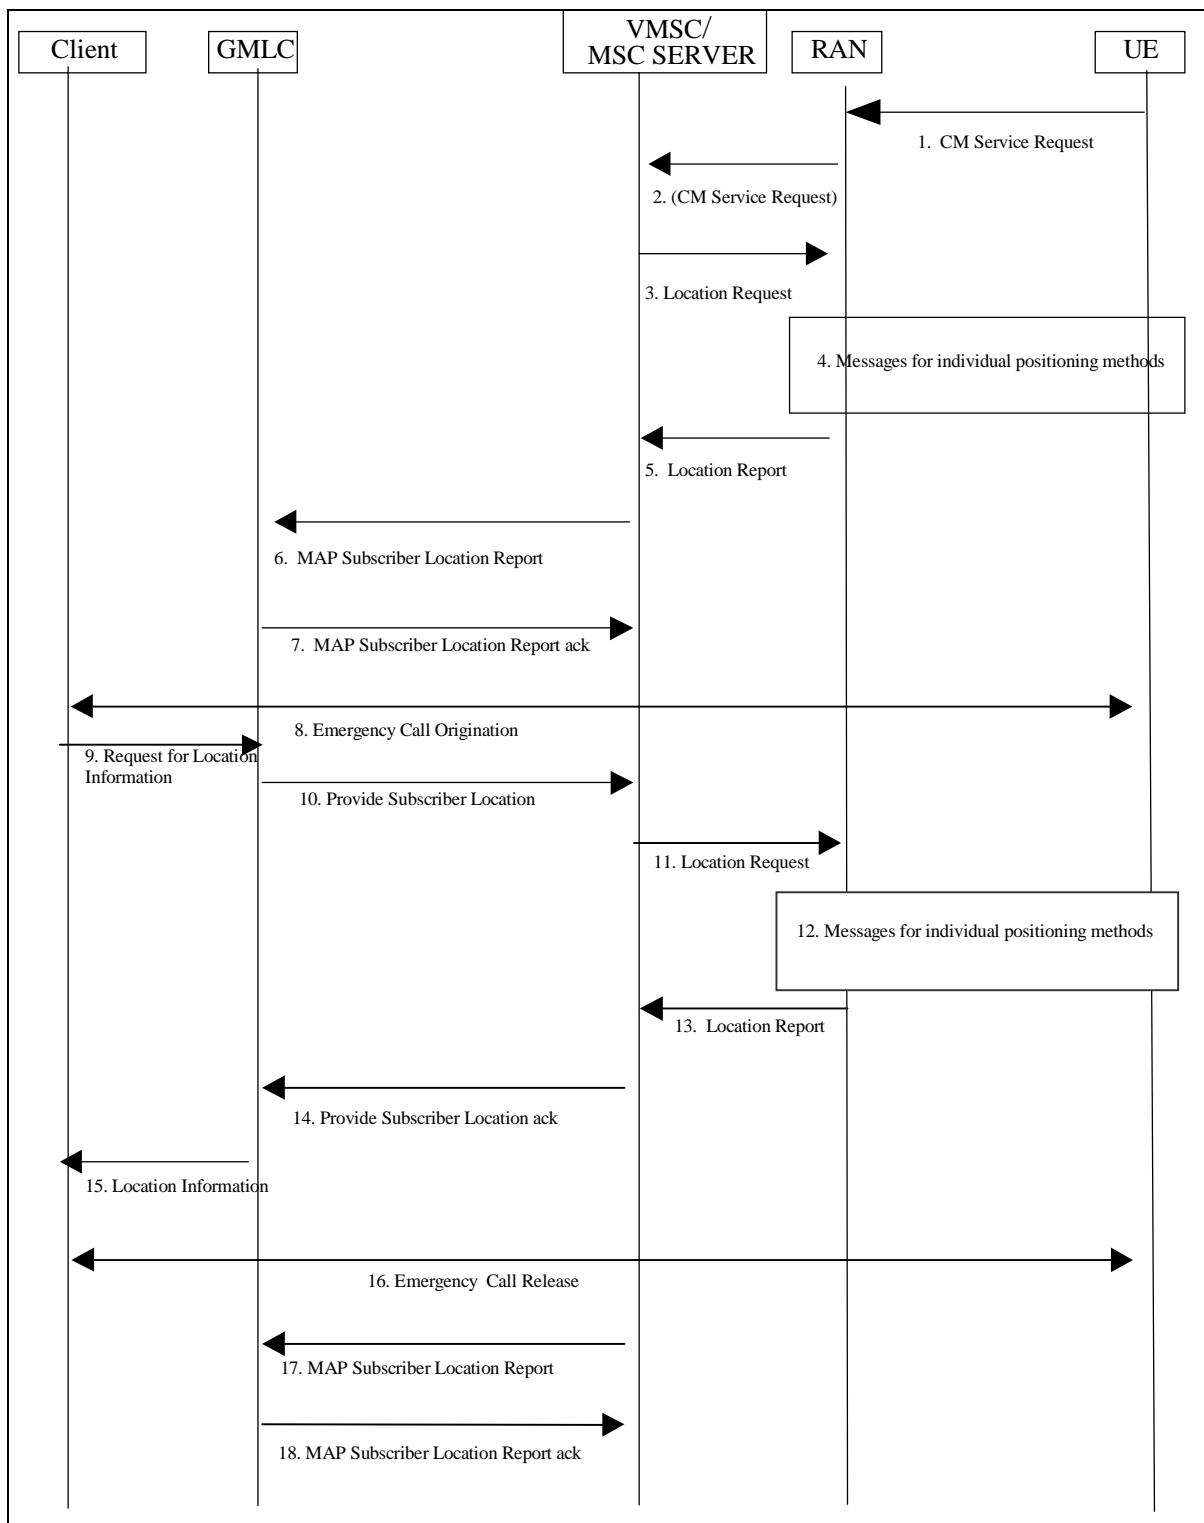 Client
GMLC
VMSC/
MSC SERVER
RAN
UE
1. CM Service Request
2. (CM Service Request)
3. Location Request
4. Messages for individual positioning methods
5. Location Report
6. MAP Subscriber Location Report
7. MAP Subscriber Location Report ack
8. Emergency Call Origination
9. Request for Location
Information
10. Provide Subscriber Location
11. Location Request
12. Messages for individual positioning methods
13. Location Report
14. Provide Subscriber Location ack
15. Location Information
16. Emergency Call Release
17. MAP Subscriber Location Report
18. MAP Subscriber Location Report ack